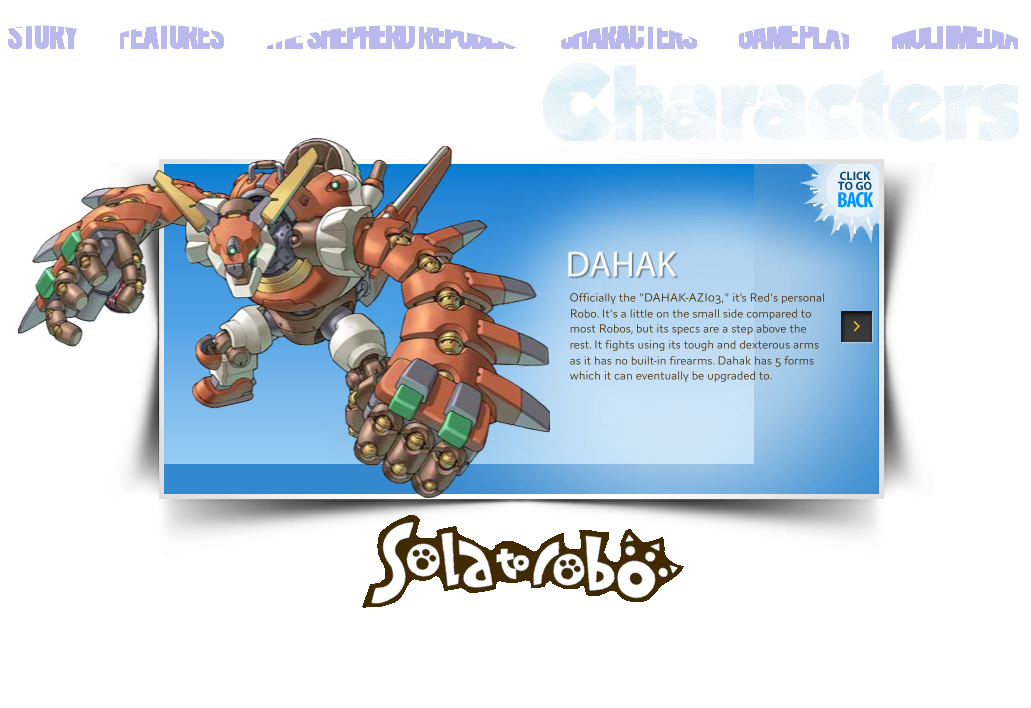 STORY FEATURES THE SHEPHERD REPUBLIC CHARACTERS GAMEPLAY MULTIMEDIA
Characters
CLICK
TO GO
BACK
DAHAK
Officially the "DAHAK-AZI03," it's Red's personal
Robo. It's a little on the small side compared to
most Robos, but its specs are a step above the
rest. It fights using its tough and dexterous arms
as it has no built-in firearms. Dahak has 5 forms
which it can eventually be upgraded to.
Solatorobo